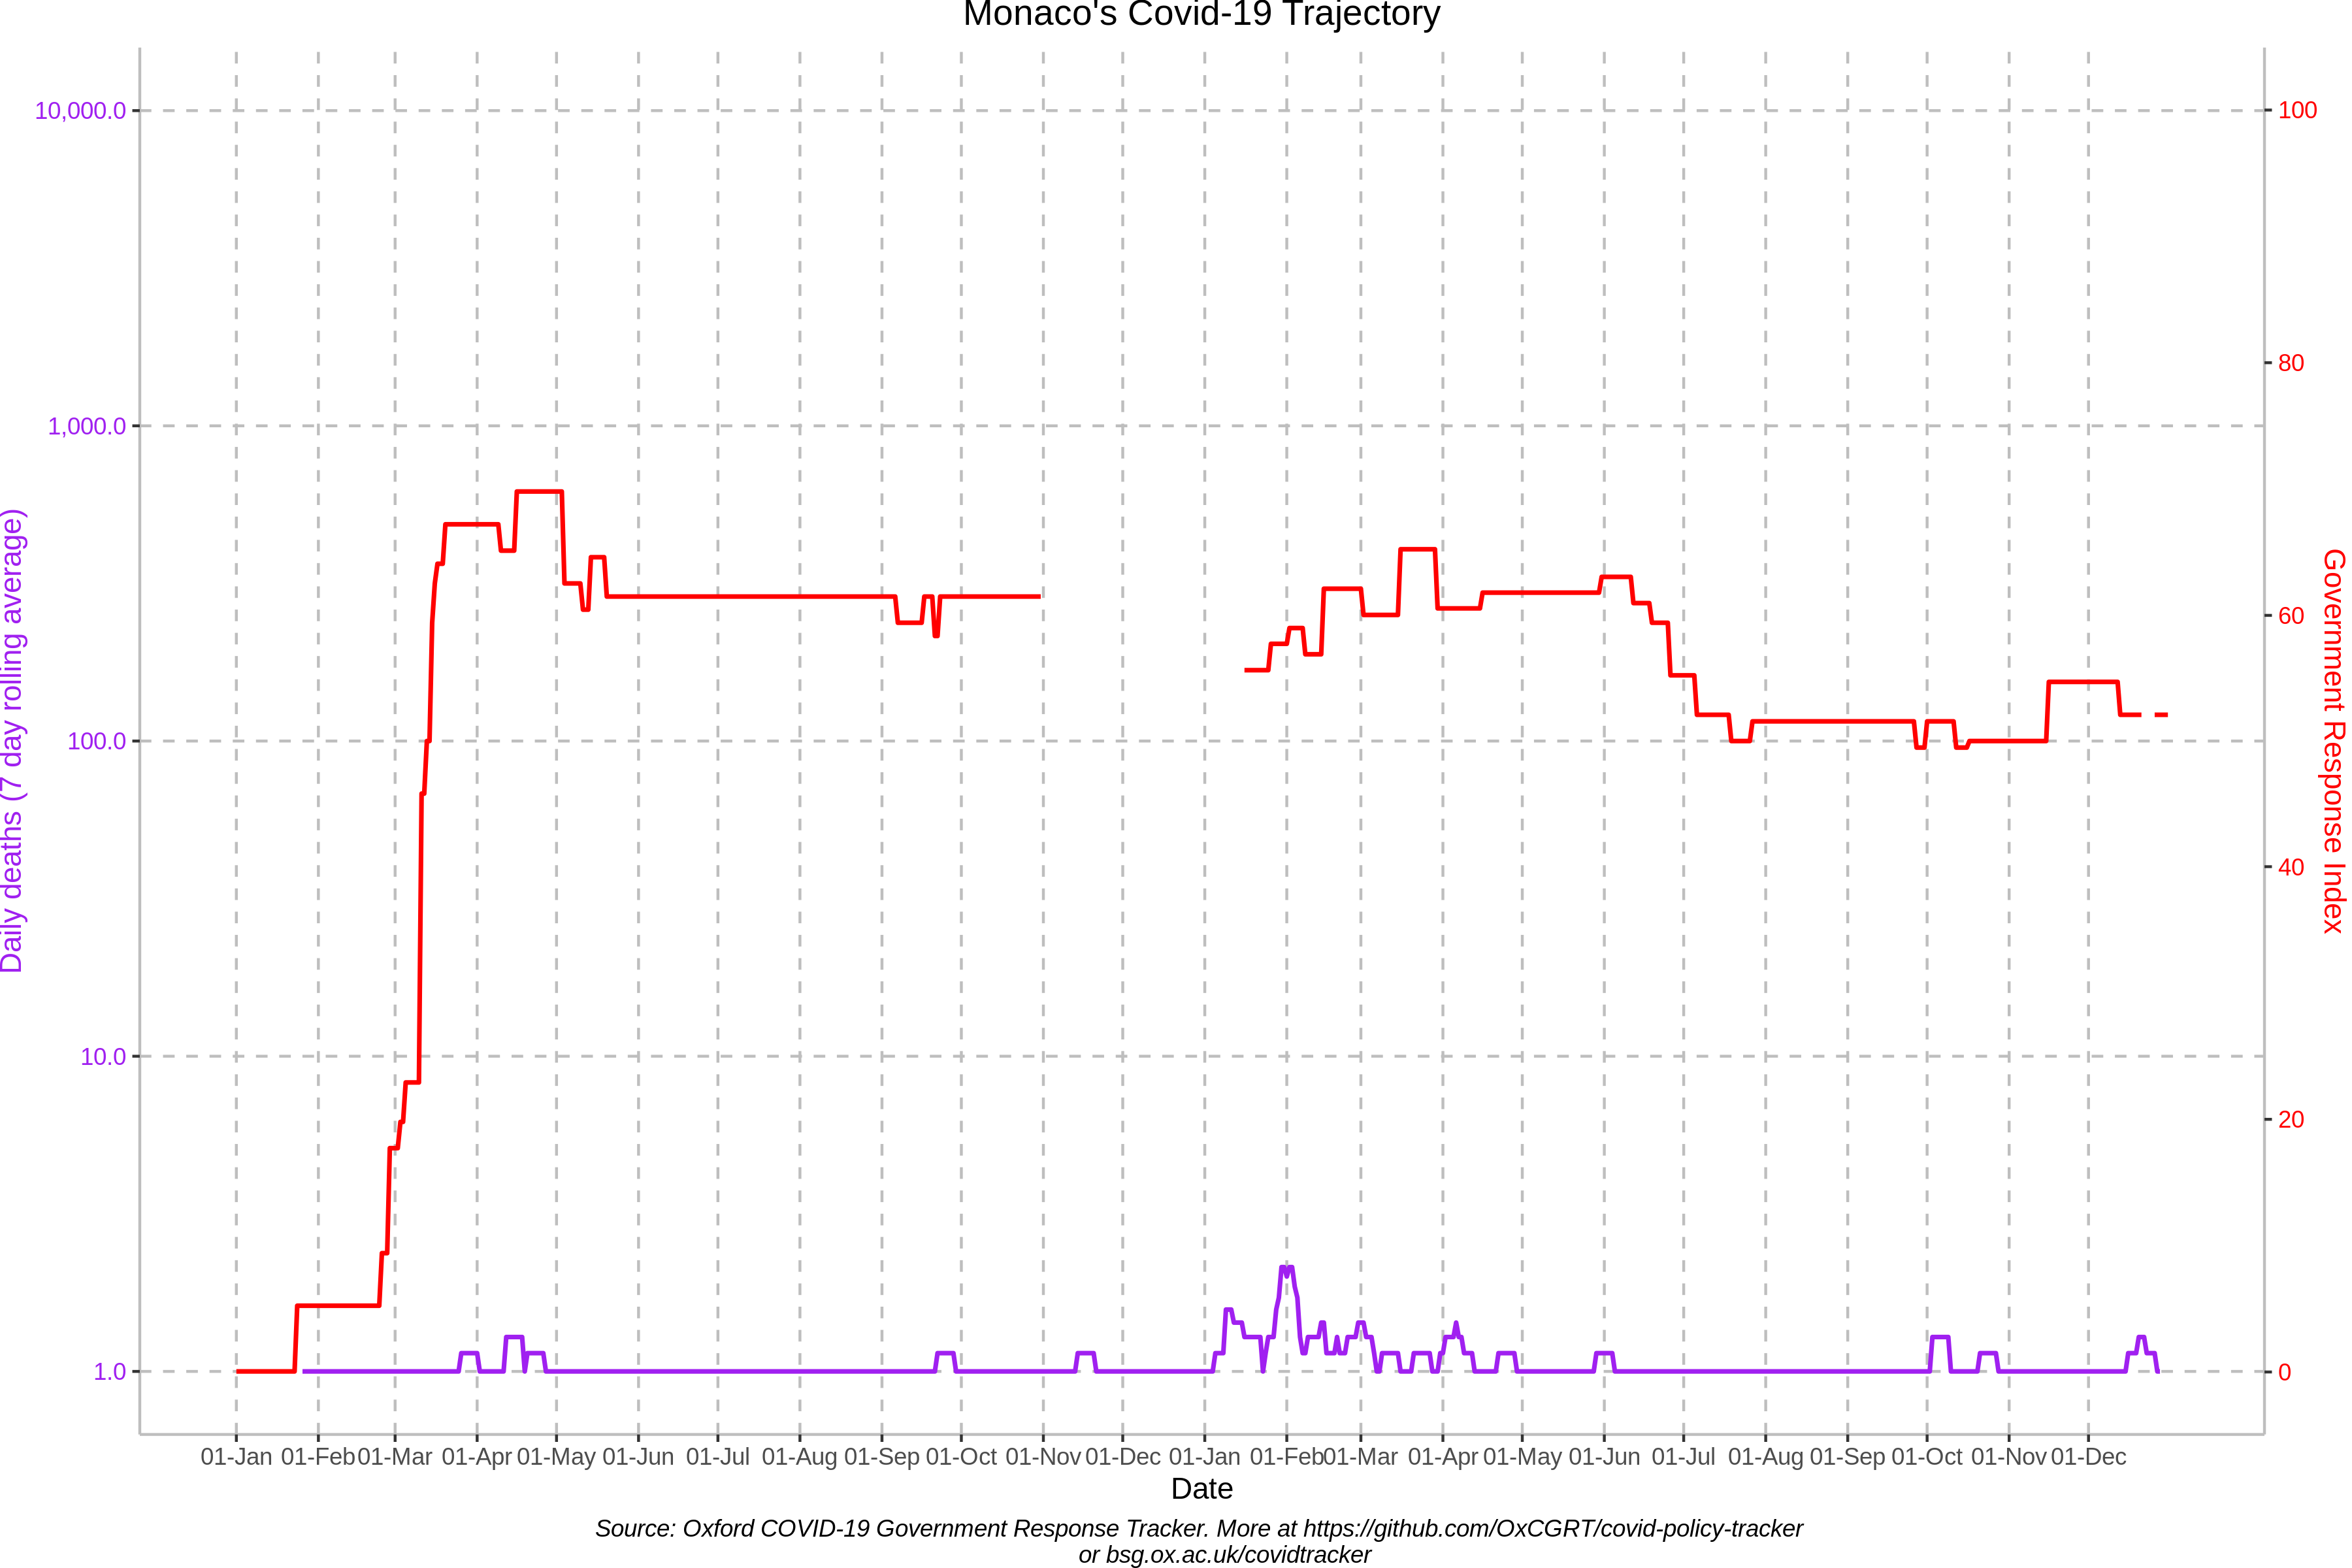 Monaco's Covid-19 Trajectory
10,000.0
1,000.0
100.0
10.0
1.0
Daily deaths (7 day rolling average)
100
80
60
40
20
0
Government Response Index
01-Jan 01-Feb 01-Mar 01-Apr 01-May 01-Jun 01-Jul 01-Aug 01-Sep 01-Oct 01-Nov 01-Dec 01-Jan 01-Feb 01-Mar 01-Apr 01-May 01-Jun 01-Jul 01-Aug 01-Sep 01-Oct 01-Nov 01-Dec
Date
Source: Oxford COVID-19 Government Response Tracker. More at https://github.com/OxCGRT/covid-policy-tracker
or bsg.ox.ac.uk/covidtracker